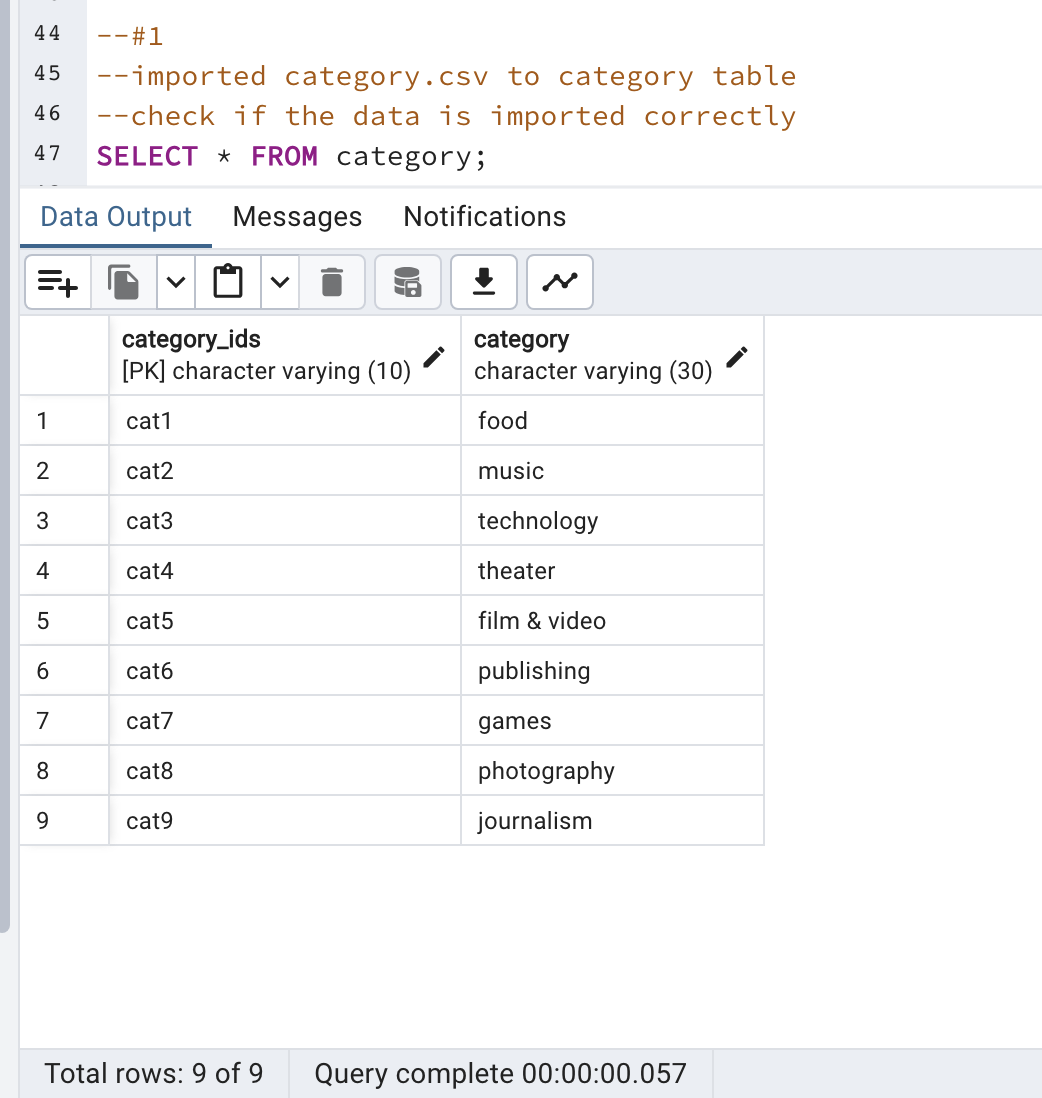 44 --#1
45 --imported category.csv to category table
46 --check if the data is imported correctly
47 SELECT * FROM category;
Data Output Messages Notifications
category_ids category
[PK] character varying (10) character varying (30)
1 cat1 food
2 cat2 music
3 cat3 technology
4 cat4 theater
5 cat5 film & video
6 cat6 publishing
7 cat7 games
8 cat8 photography
9 cat9 journalism
Total rows: 9 of 9 Query complete 00:00:00.057